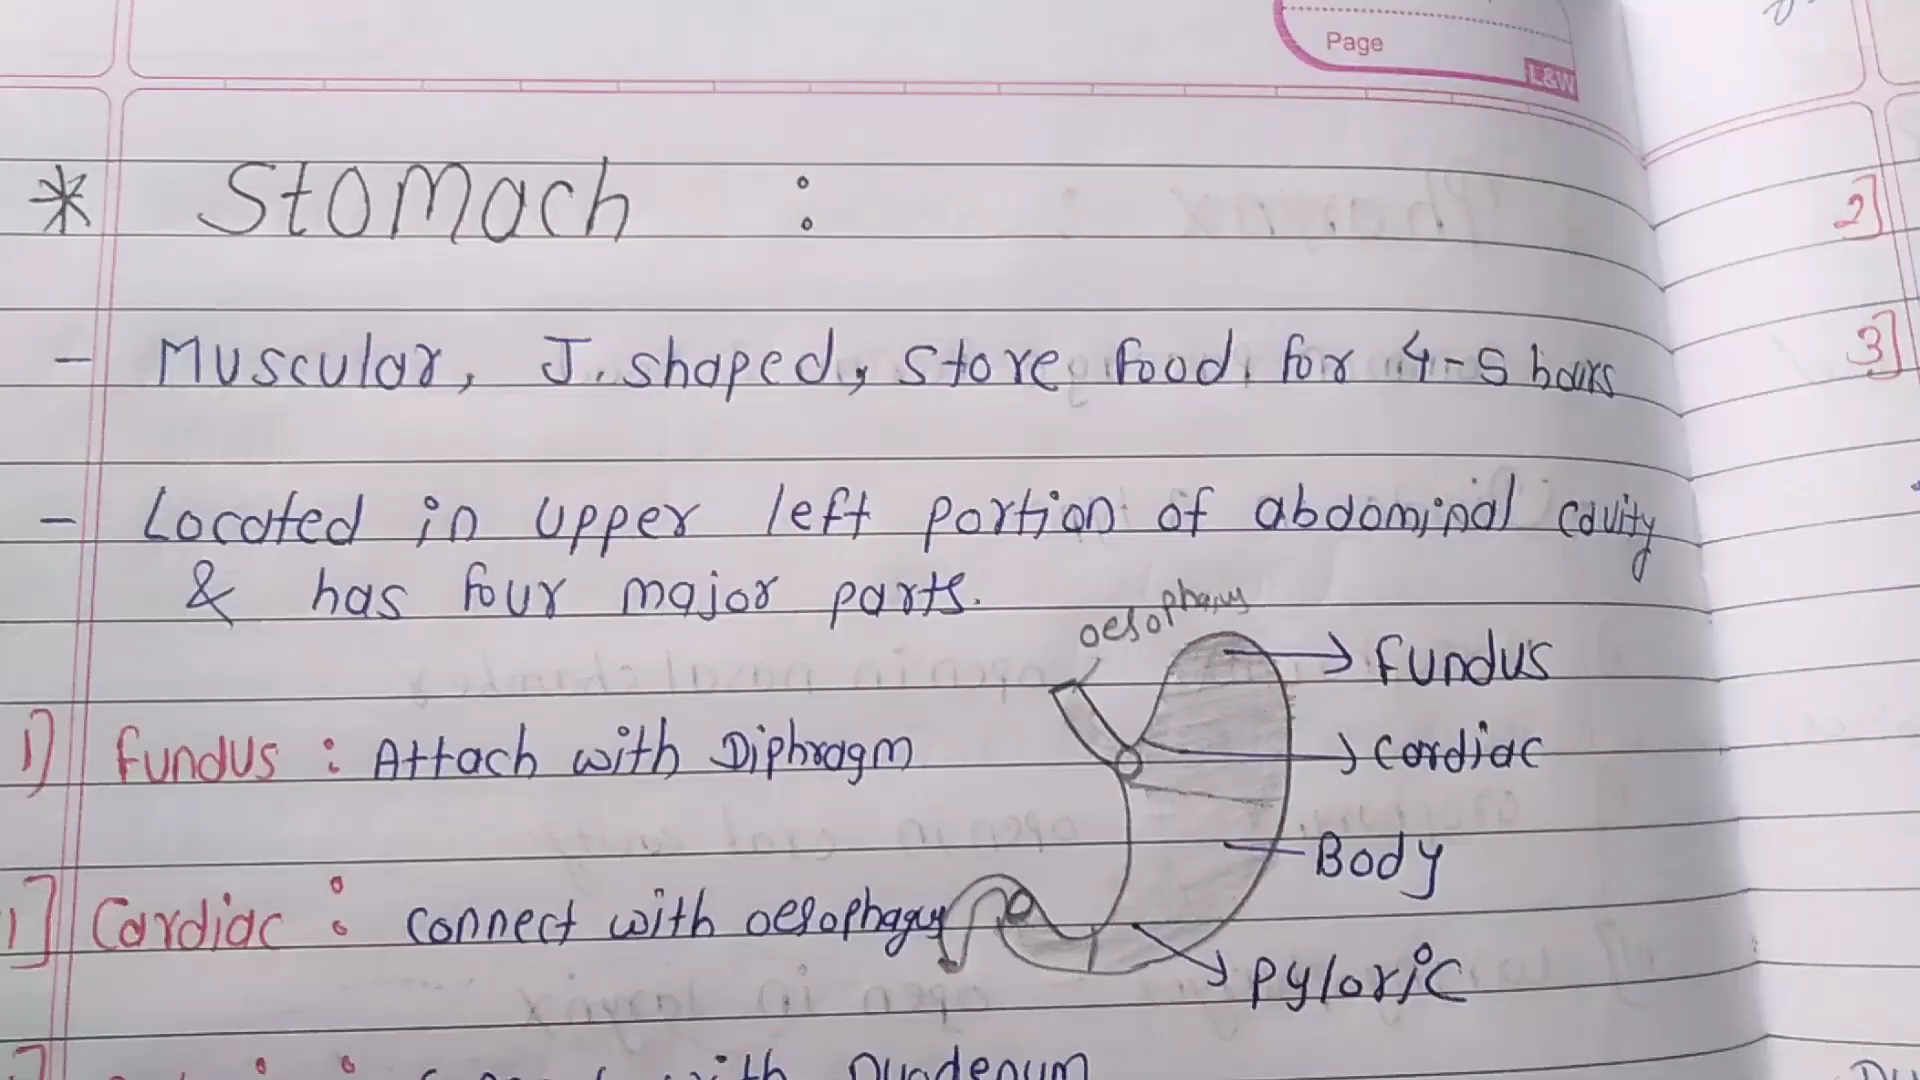 Page
L&W
* Stomach :
- Muscular, J. shaped, store food for 4-5 hours
- Located in upper left portion of abdominal cavity
& has four major parts.
oesophagus
Fundus
Cardiac
Body
Pyloric
1] Fundus : Attach with Diphragm
] Cardiac : connect with oesophagus
with Duodenum
2]
3]